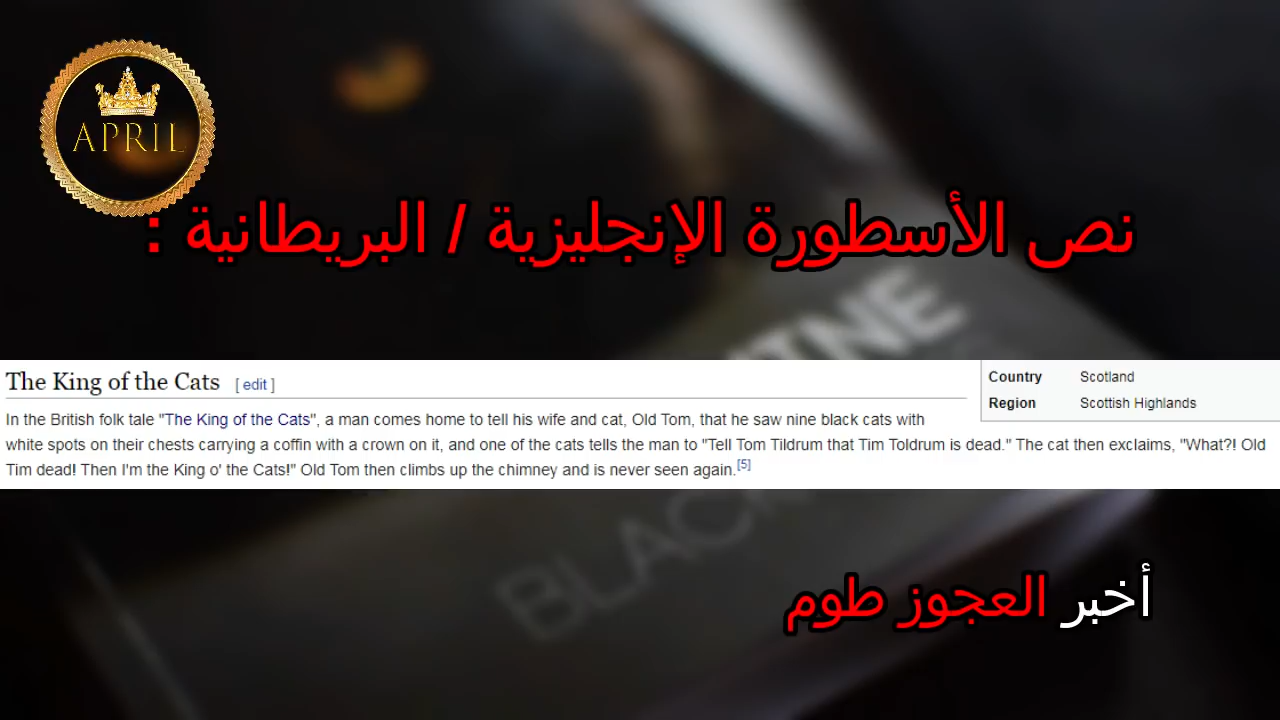 APRIL
نص الأسطورة الإنجليزية / البريطانية :
The King of the Cats [ edit ]
Country Scotland
Region Scottish Highlands
In the British folk tale "The King of the Cats", a man comes home to tell his wife and cat, Old Tom, that he saw nine black cats with
white spots on their chests carrying a coffin with a crown on it, and one of the cats tells the man to "Tell Tom Tildrum that Tim Toldrum is dead." The cat then exclaims, "What?! Old
Tim dead! Then I'm the King o' the Cats!" Old Tom then climbs up the chimney and is never seen again.[5]
أخبر العجوز طوم